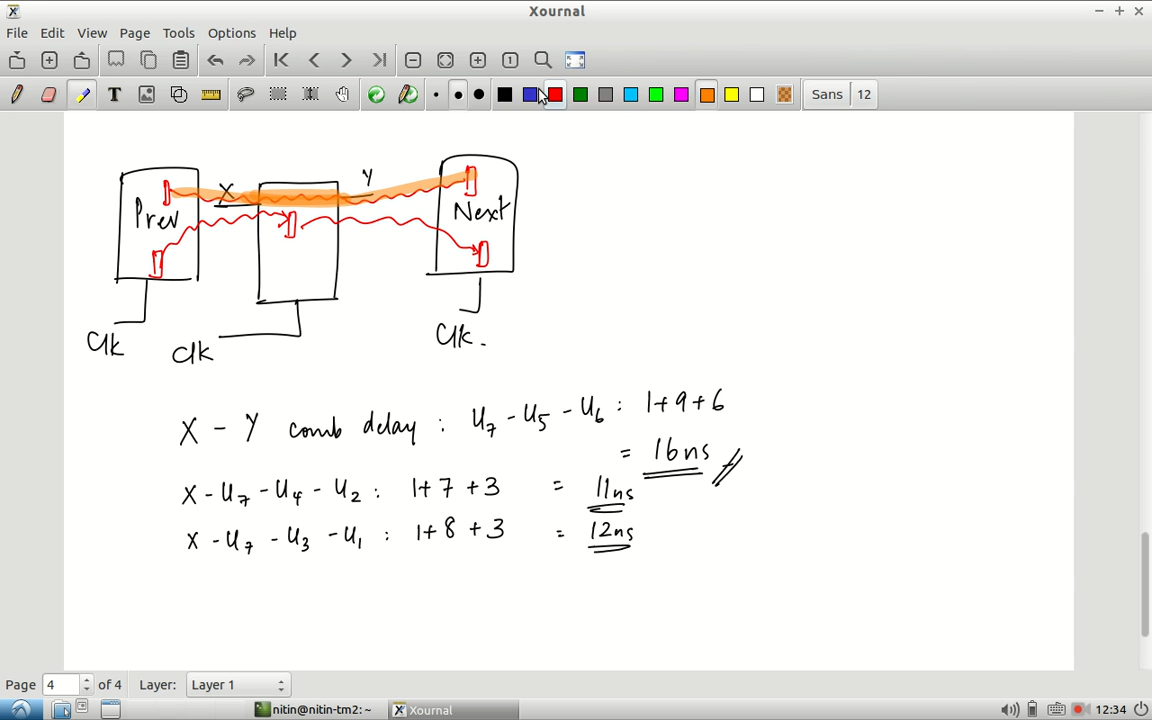 Xournal
File Edit View Page Tools Options Help
Sans 12
X Y
Prev Next
Clk Clk Clk.
X - Y comb delay : U7 - U5 - U6 : 1+9+6
= 16ns
X - U7 - U4 - U2 : 1+7+3 = 11ns
X - U7 - U3 - U1 : 1+8+3 = 12ns
Page 4 of 4 Layer: Layer 1
nitin@nitin-tm2: ~ Xournal 12:34